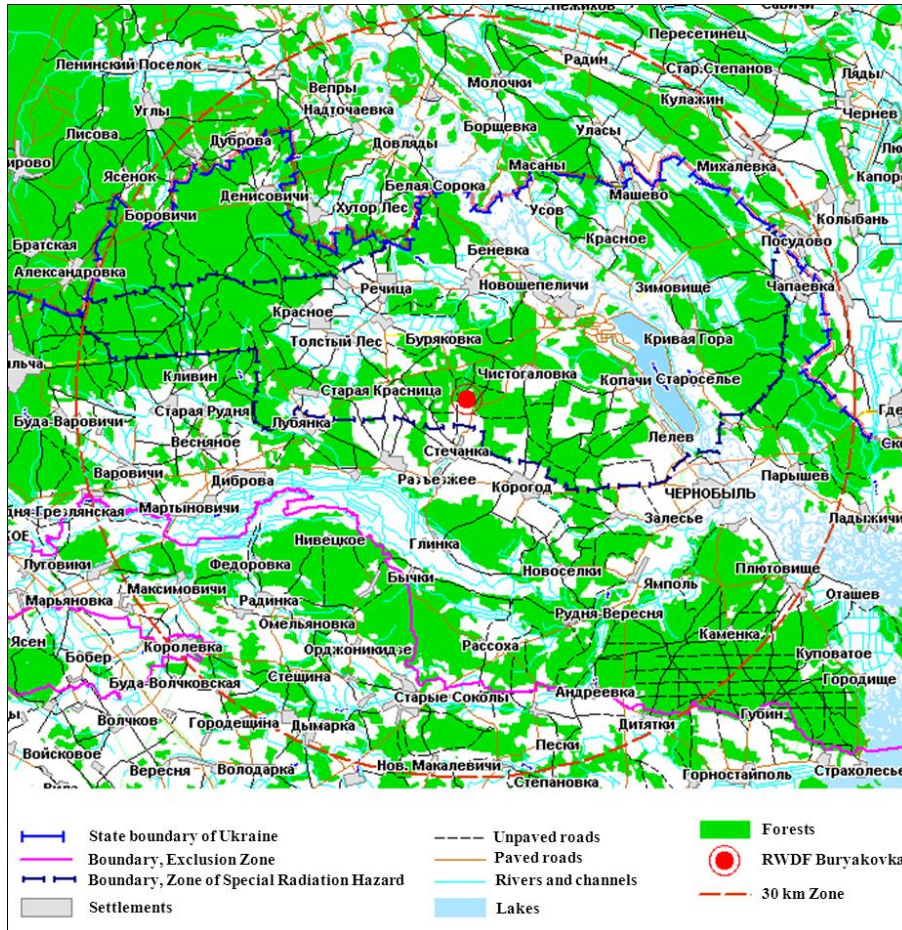 Пежихов
Савичи
Пересетинец
Ленинский Поселок
Радин
Вепры
Молочки
Стар.Степанов
Ляды
Углы
Надточаевка
Кулажин
Чернев
Лисова
Борщевка
Уласы
Дуброва
Довляды
Ясенок
Масаны
Михалевка
Белая Сорока
Денисовичи
Машево
Боровичи
Хутор Лес
Усов
Колыбань
Братская
Красное
Посудово
Беневка
Александровка
Речица
Новошепеличи
Зимовище
Чапаевка
Красное
Толстый Лес
Буряковка
Кривая Гора
Чистогаловка
Кливин
Старая Красница
Копачи
Староселье
Старая Рудня
Буда-Варовичи
Лубянка
Весняное
Лелев
Стечанка
Варовичи
Диброва
Разъезжее
Корогод
ЧЕРНОБЫЛЬ
Парышев
Мартыновичи
Залесье
Ладыжичи
Нивецкое
Глинка
Луговики
Федоровка
Бычки
Новоселки
Плютовище
Максимовичи
Ямполь
Марьяновка
Радинка
Оташев
Рудня-Вересня
Омельяновка
Ясен
Королевка
Орджоникидзе
Рассоха
Каменка
Бобер
Куповатое
Стещина
Городище
Буда-Волчковская
Старые Соколы
Андреевка
Волчков
Городещина
Дымарка
Дитятки
Губин
Войсковое
Пески
Вересня
Володарка
Нов. Макалевичи
Степановка
Горностайполь
Страхолесье
State boundary of Ukraine
Boundary, Exclusion Zone
Boundary, Zone of Special Radiation Hazard
Settlements
Unpaved roads
Paved roads
Rivers and channels
Lakes
Forests
RWDF Buryakovka
30 km Zone